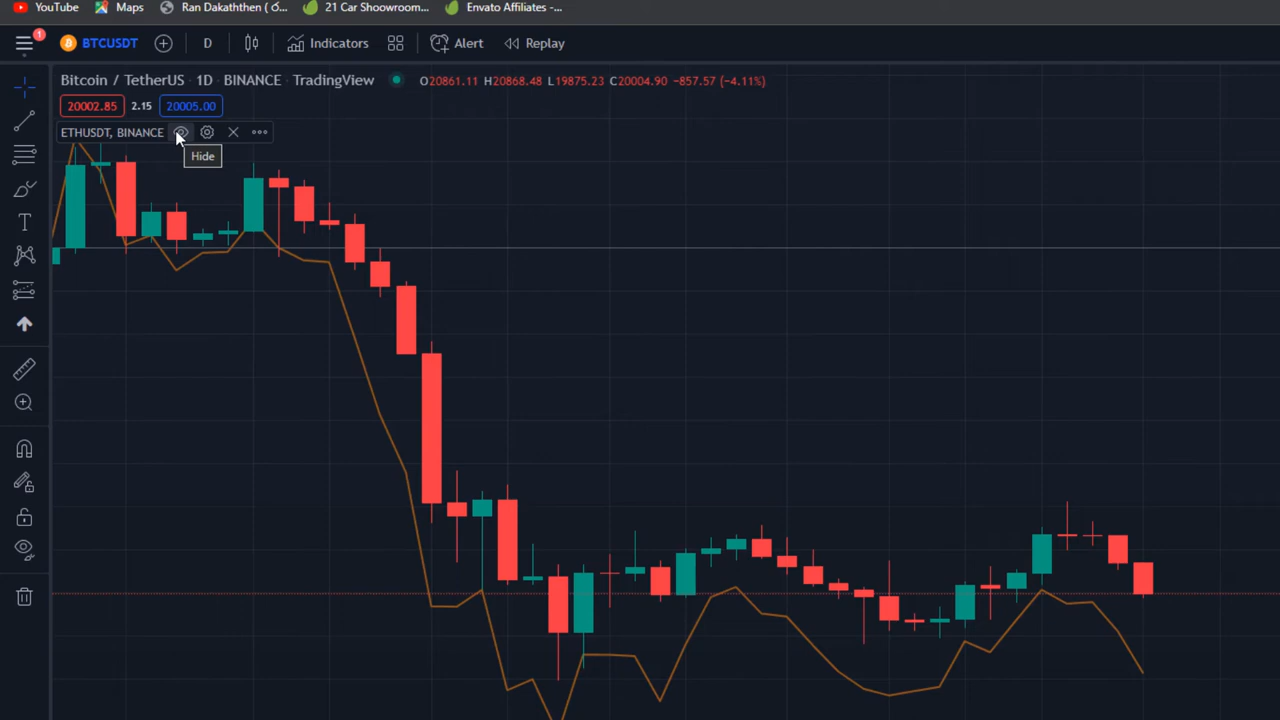 YouTube Maps Ran Dakaththen ( ථ... 21 Car Shoowroom... Envato Affiliates -...
1 BTCUSDT D Indicators Alert Replay
Bitcoin / TetherUS · 1D · BINANCE · TradingView O20861.11 H20868.48 L19875.23 C20004.90 −857.57 (−4.11%)
20002.85 2.15 20005.00
ETHUSDT, BINANCE
Hide
T